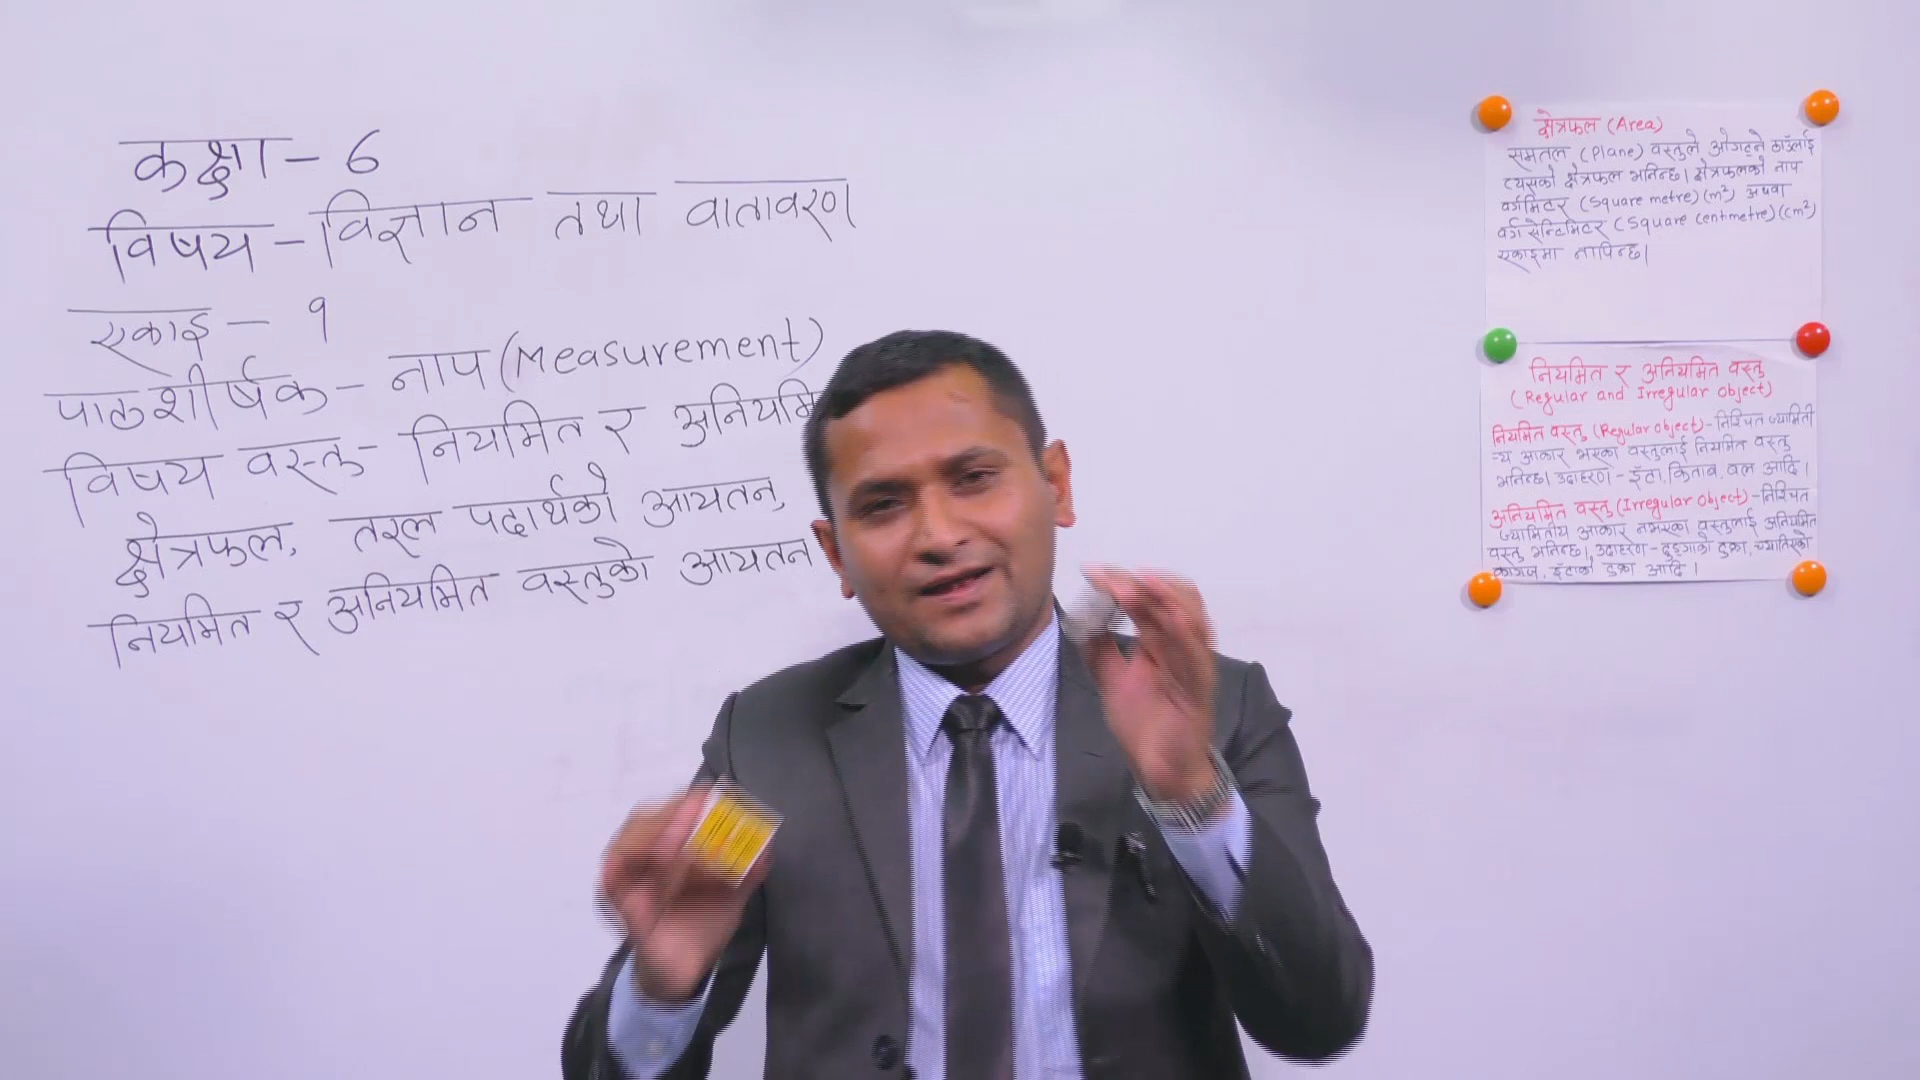 कक्षा - 6
विषय - विज्ञान तथा वातावरण
एकाइ - १
पाठ शीर्षक - नाप (Measurement)
विषय वस्तु - नियमित र अनियमि
क्षेत्रफल, तरल पदार्थको आयतन,
नियमित र अनियमित वस्तुको आयतन
क्षेत्रफल (Area)
समतल (Plane) वस्तुले ओगट्ने ठाउँलाई
त्यसको क्षेत्रफल भनिन्छ। क्षेत्रफलको नाप
वर्गमिटर (Square metre) (m²) अथवा
वर्ग सेन्टिमिटर (Square centimetre) (cm²)
एकाइमा नापिन्छ।
नियमित र अनियमित वस्तु
(Regular and Irregular object)
नियमित वस्तु (Regular object) - निश्चित ज्यामिती
-य आकार भएका वस्तुलाई नियमित वस्तु
भनिन्छ। उदाहरण - ईंटा, किताब, बल आदि।
अनियमित वस्तु (Irregular object) - निश्चित
ज्यामितीय आकार नभएका वस्तुलाई अनियमित
वस्तु भनिन्छ। उदाहरण - ढुङ्गाको टुक्रा, च्यातिएको
कागज, ईंटाको टुक्रा आदि।